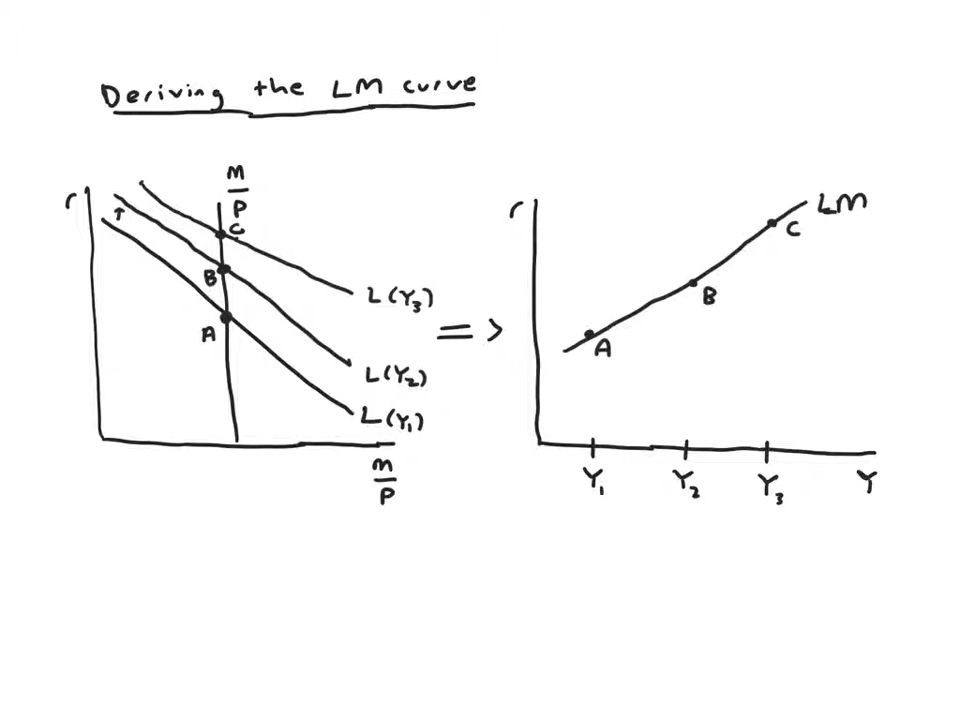 Deriving the LM curve
r
M
P
C
B
A
L(Y₃)
L(Y₂)
L(Y₁)
M
P
=>
r
LM
C
B
A
Y₁ Y₂ Y₃ Y